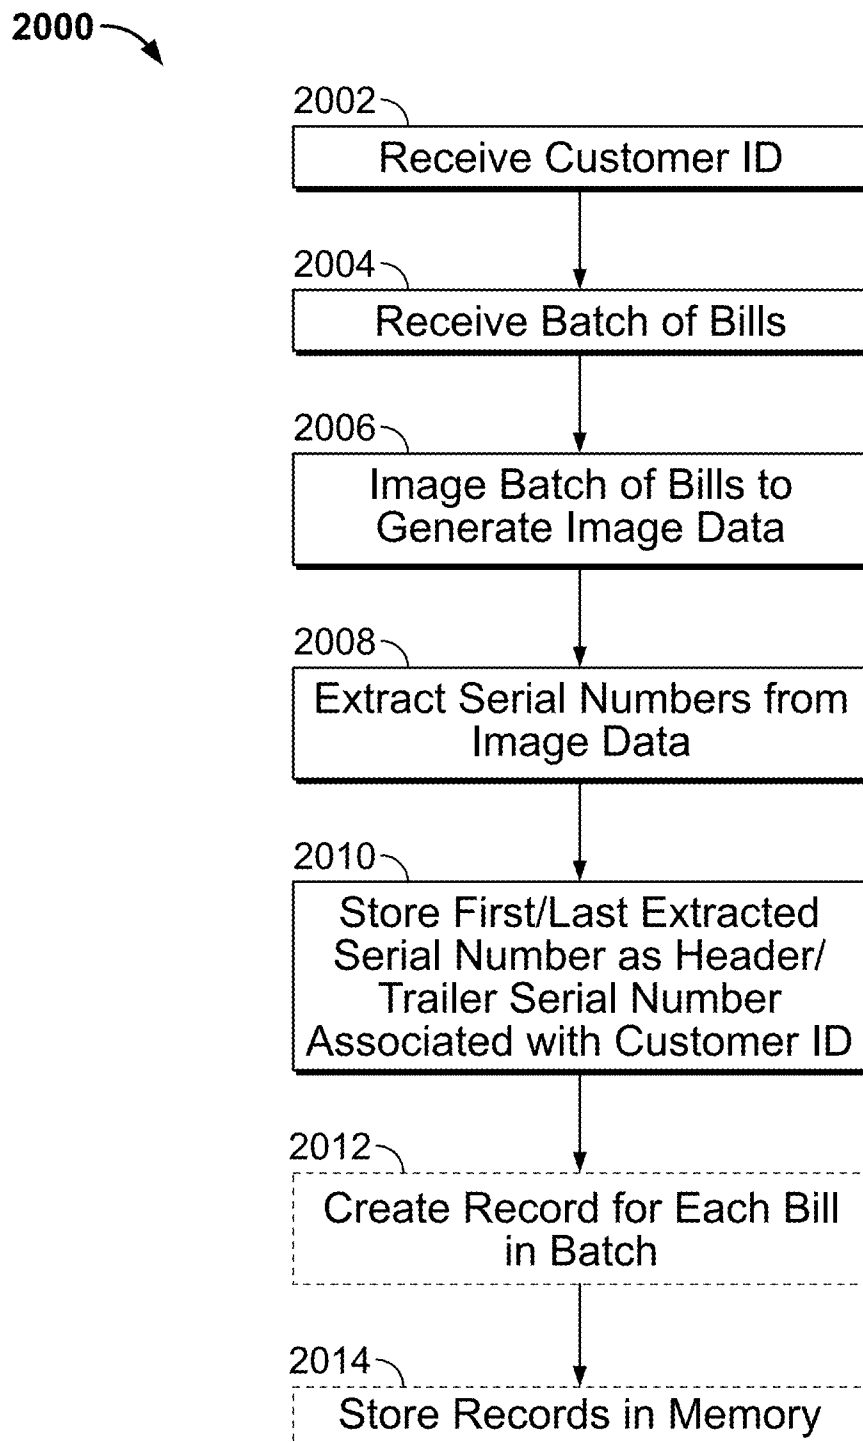 2000
2002
Receive Customer ID
2004
Receive Batch of Bills
2006
Image Batch of Bills to
Generate Image Data
2008
Extract Serial Numbers from
Image Data
2010
Store First/Last Extracted
Serial Number as Header/
Trailer Serial Number
Associated with Customer ID
2012
Create Record for Each Bill
in Batch
2014
Store Records in Memory